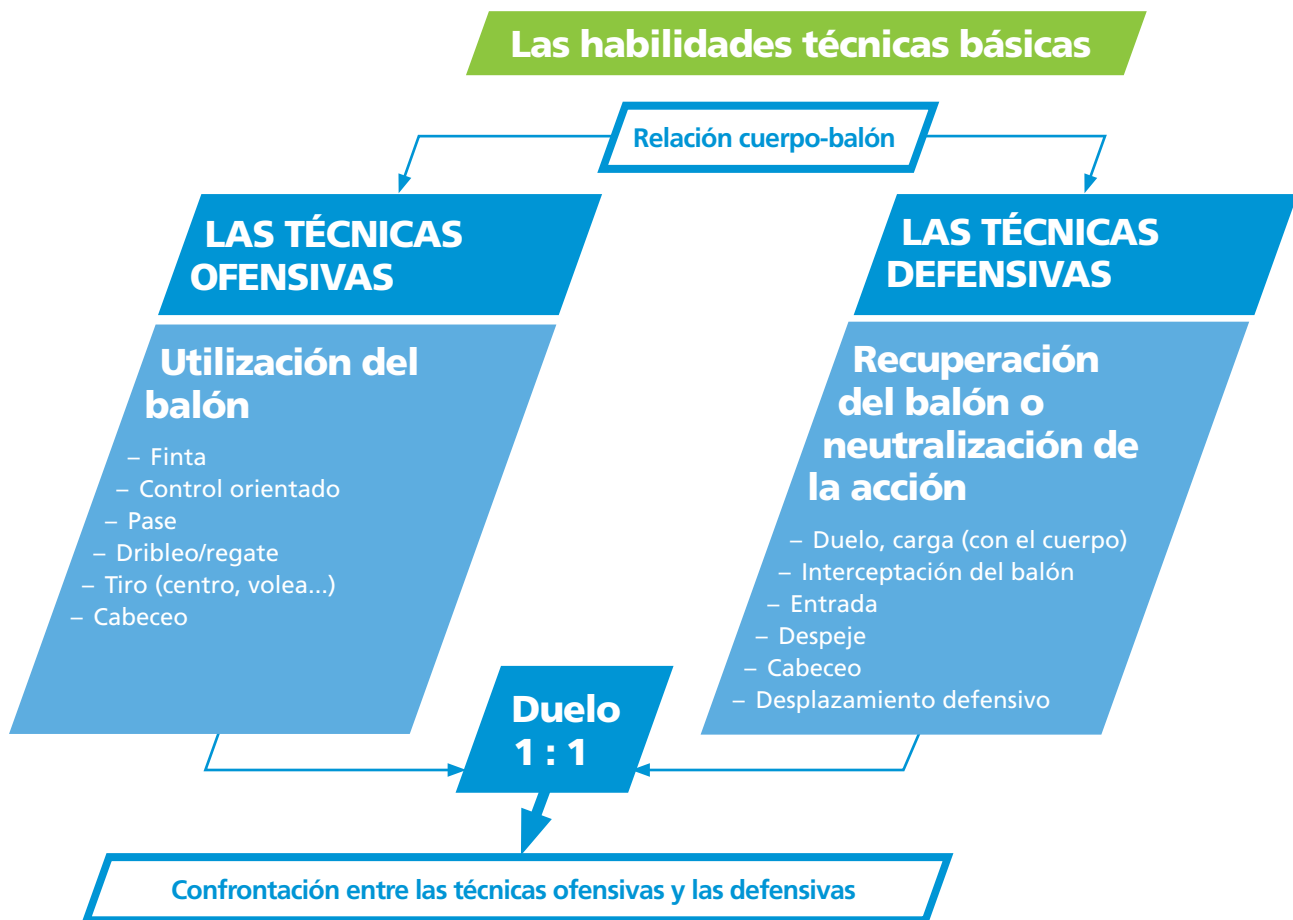 Las habilidades técnicas básicas
Relación cuerpo-balón
LAS TÉCNICAS
OFENSIVAS
Utilización del
balón
– Finta
– Control orientado
– Pase
– Dribleo/regate
– Tiro (centro, volea...)
– Cabeceo
LAS TÉCNICAS
DEFENSIVAS
Recuperación
del balón o
neutralización de
la acción
– Duelo, carga (con el cuerpo)
– Interceptación del balón
– Entrada
– Despeje
– Cabeceo
– Desplazamiento defensivo
Duelo
1 : 1
Confrontación entre las técnicas ofensivas y las defensivas